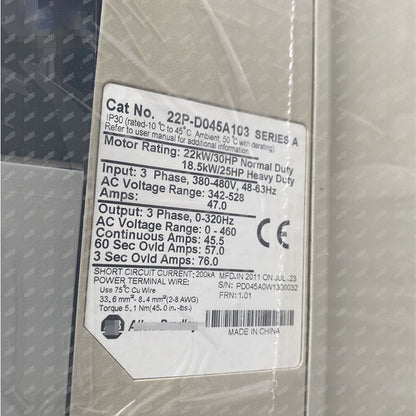 Cat No. 22P-D045A103 SERIES A
IP30 (rated-10 °C to 45°C Ambient; 50 °C with derating)
Refer to user manual for additional information
Motor Rating: 22kW/30HP Normal Duty
18.5kW/25HP Heavy Duty
Input: 3 Phase, 380-480V, 48-63Hz
AC Voltage Range: 342-528
Amps: 47.0
Output: 3 Phase, 0-320Hz
AC Voltage Range: 0 - 460
Continuous Amps: 45.5
60 Sec Ovld Amps: 57.0
3 Sec Ovld Amps: 76.0
CE
SHORT CIRCUIT CURRENT; 200kA
POWER TERMINAL WIRE:
Use 75°C Cu Wire
33.6 mm²- 8.4 mm²(2-8 AWG)
Torque 5.1 Nm(45.0 in.-lbs.)
MFD.IN 2011 ON JUL .23
S/N: PD045A0W1300032
FRN: 1.01
Allen-Bradley
MADE IN CHINA